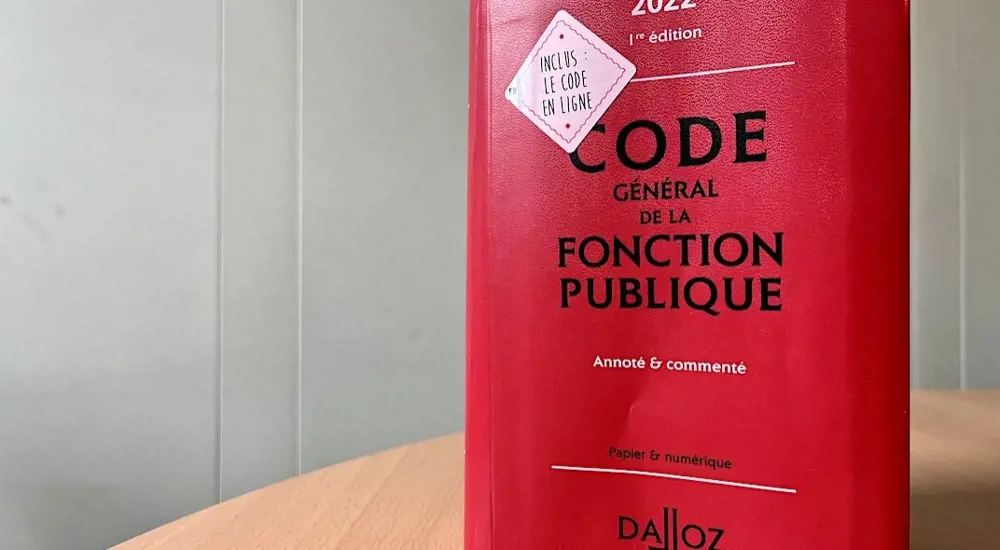 2022
1re édition
INCLUS :
LE CODE
EN LIGNE
CODE
GÉNÉRAL
DE LA
FONCTION
PUBLIQUE
Annoté & commenté
Papier & numérique
DALLOZ